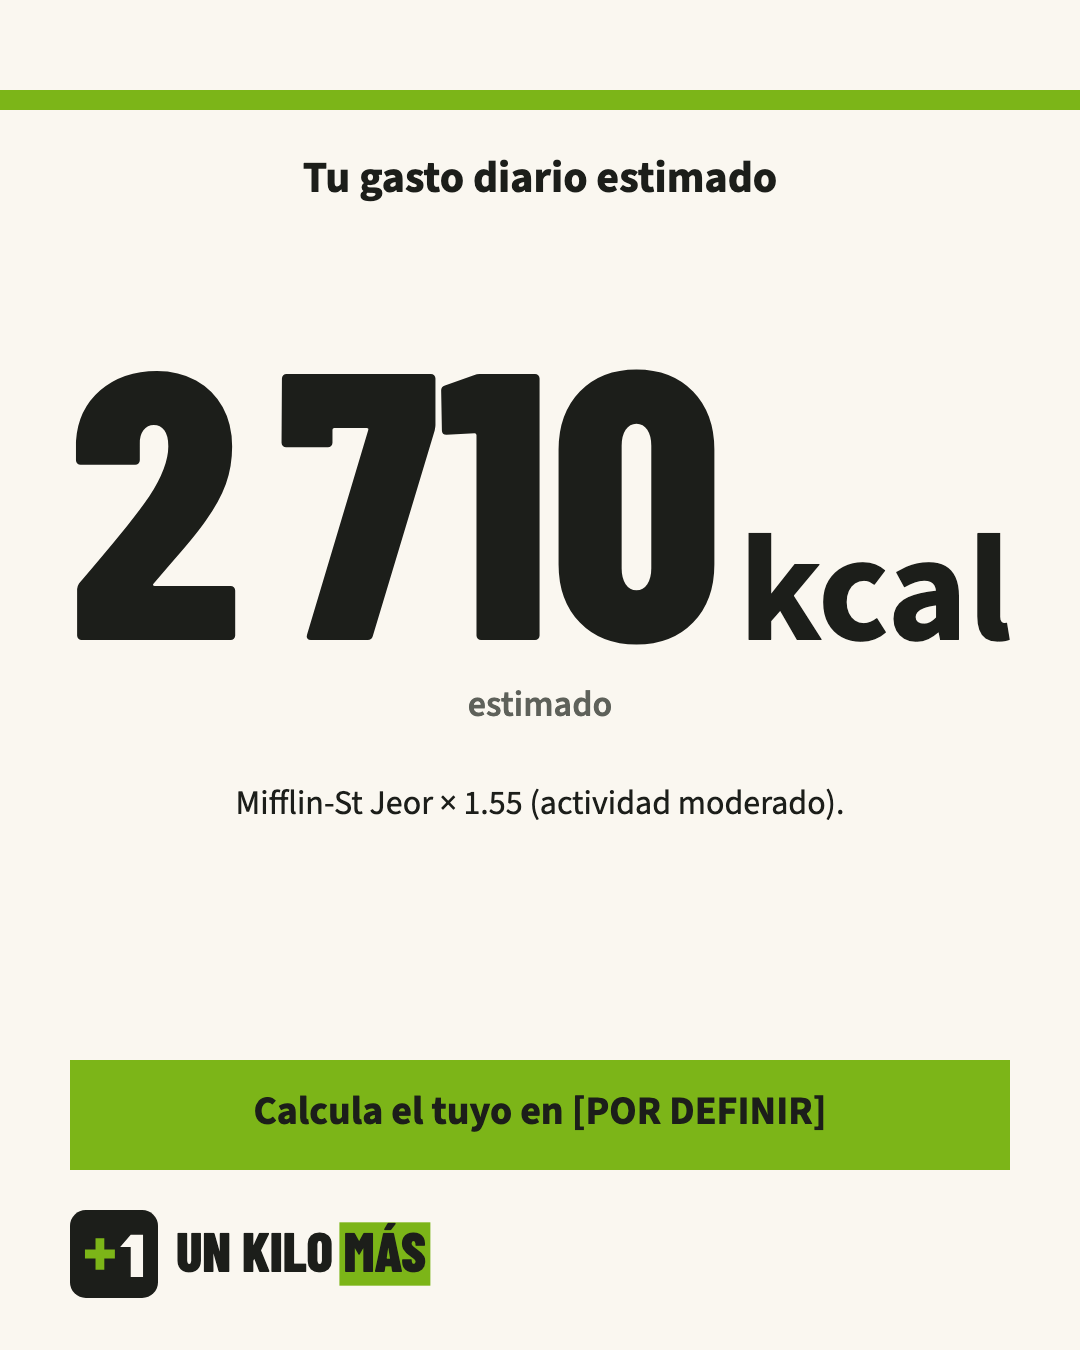 Tu gasto diario estimado
2 710 kcal
estimado
Mifflin-St Jeor × 1.55 (actividad moderado).
Calcula el tuyo en [POR DEFINIR]
+1 UN KILO MÁS